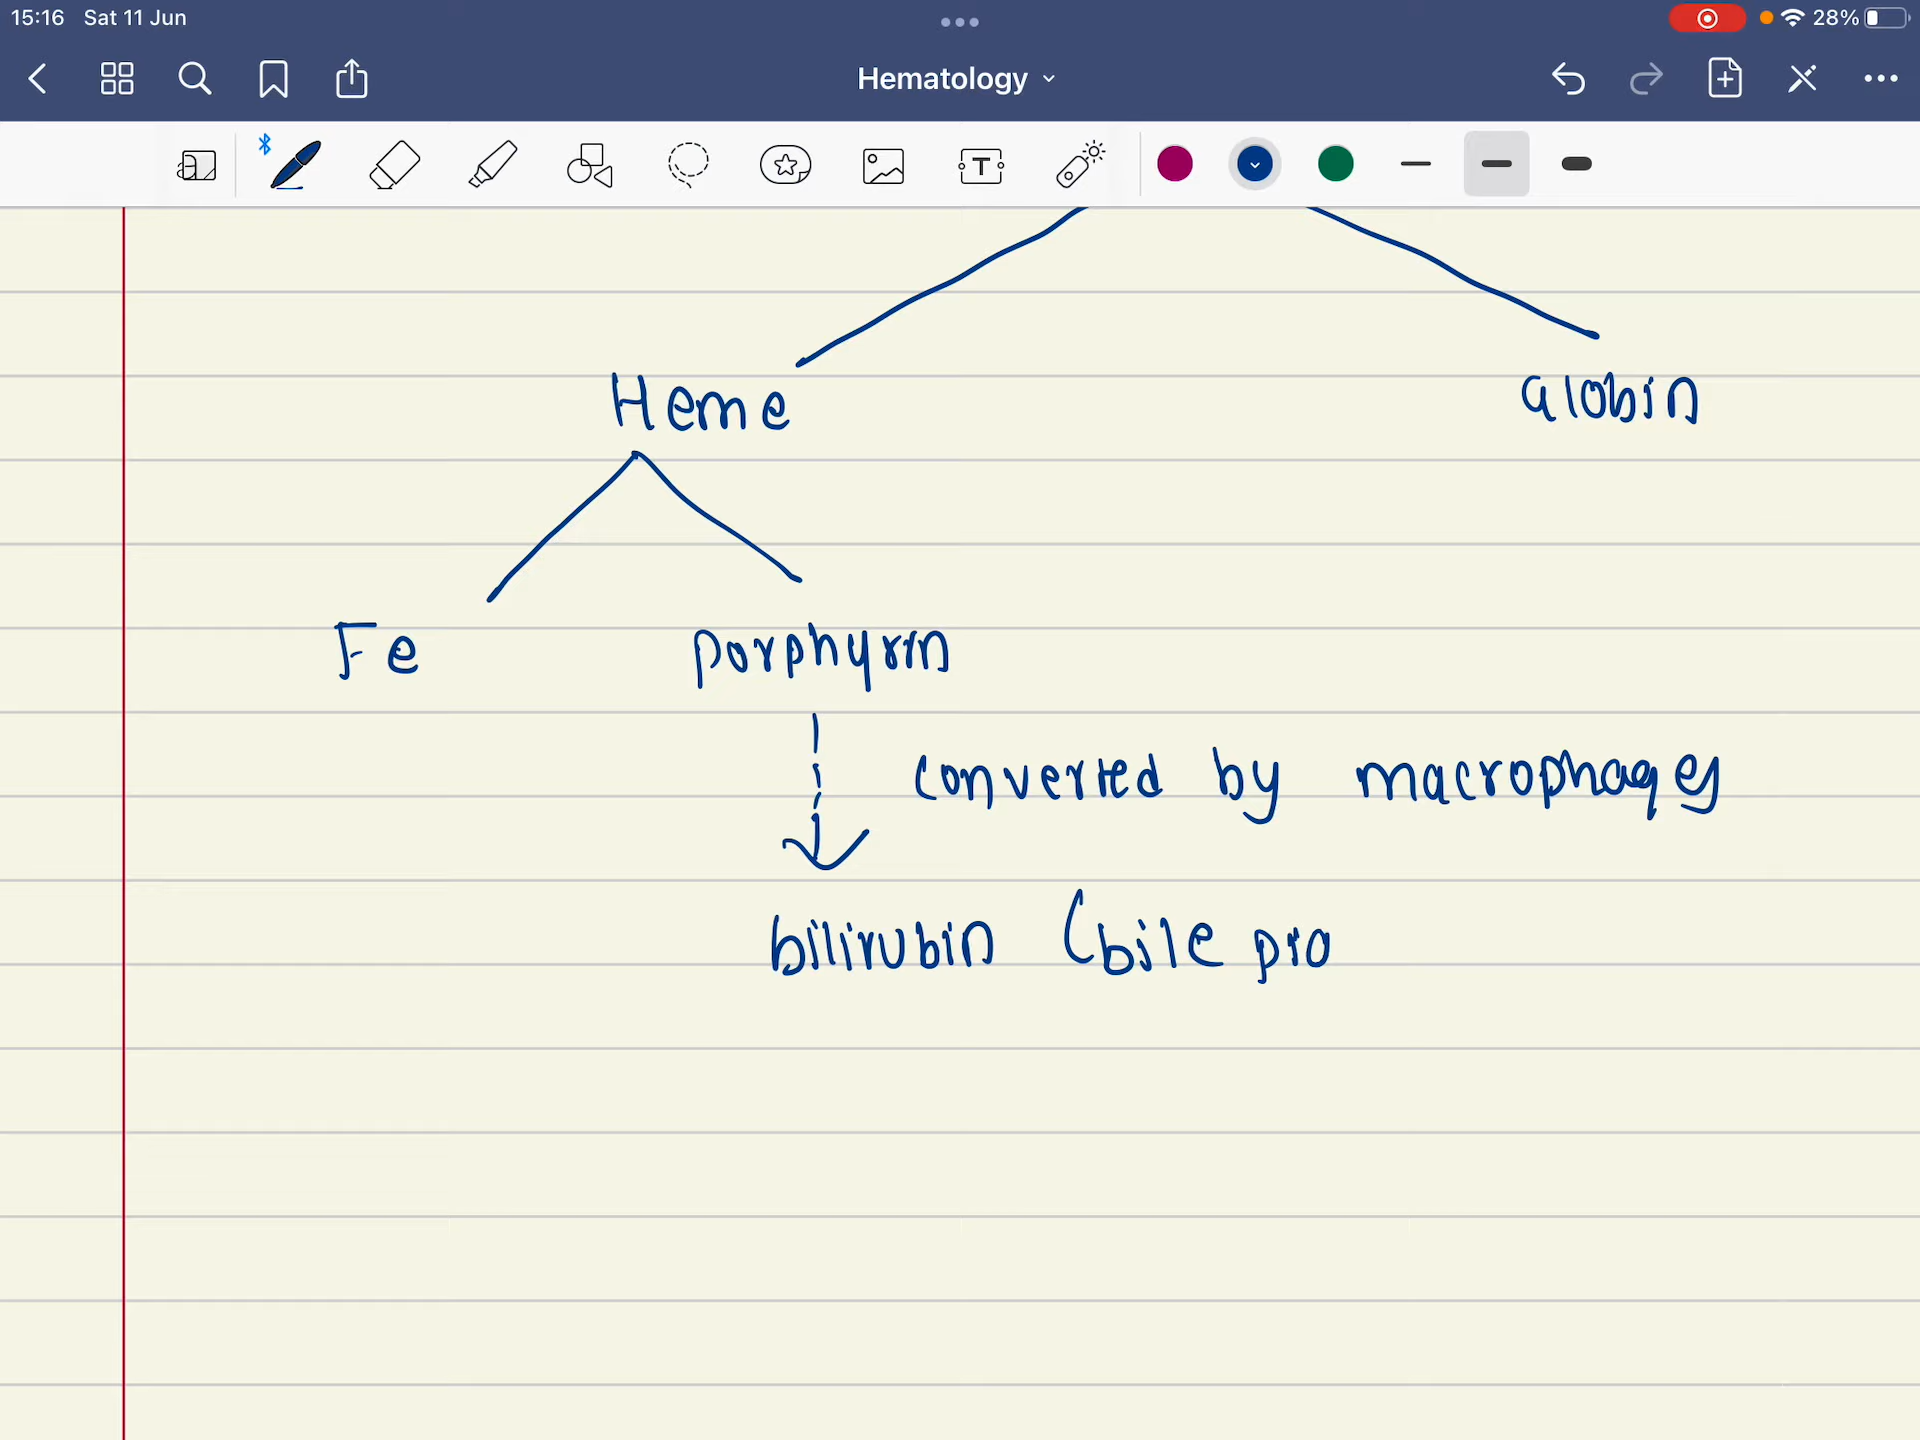 15:16 Sat 11 Jun 28%
Hematology
Heme Globin
Fe porphyrin
converted by macrophages
bilirubin (bile pro